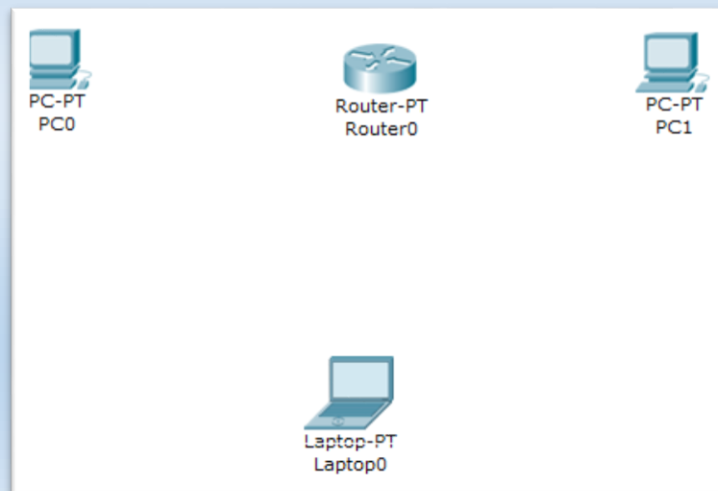 PC-PT
PC0
Router-PT
Router0
PC-PT
PC1
Laptop-PT
Laptop0